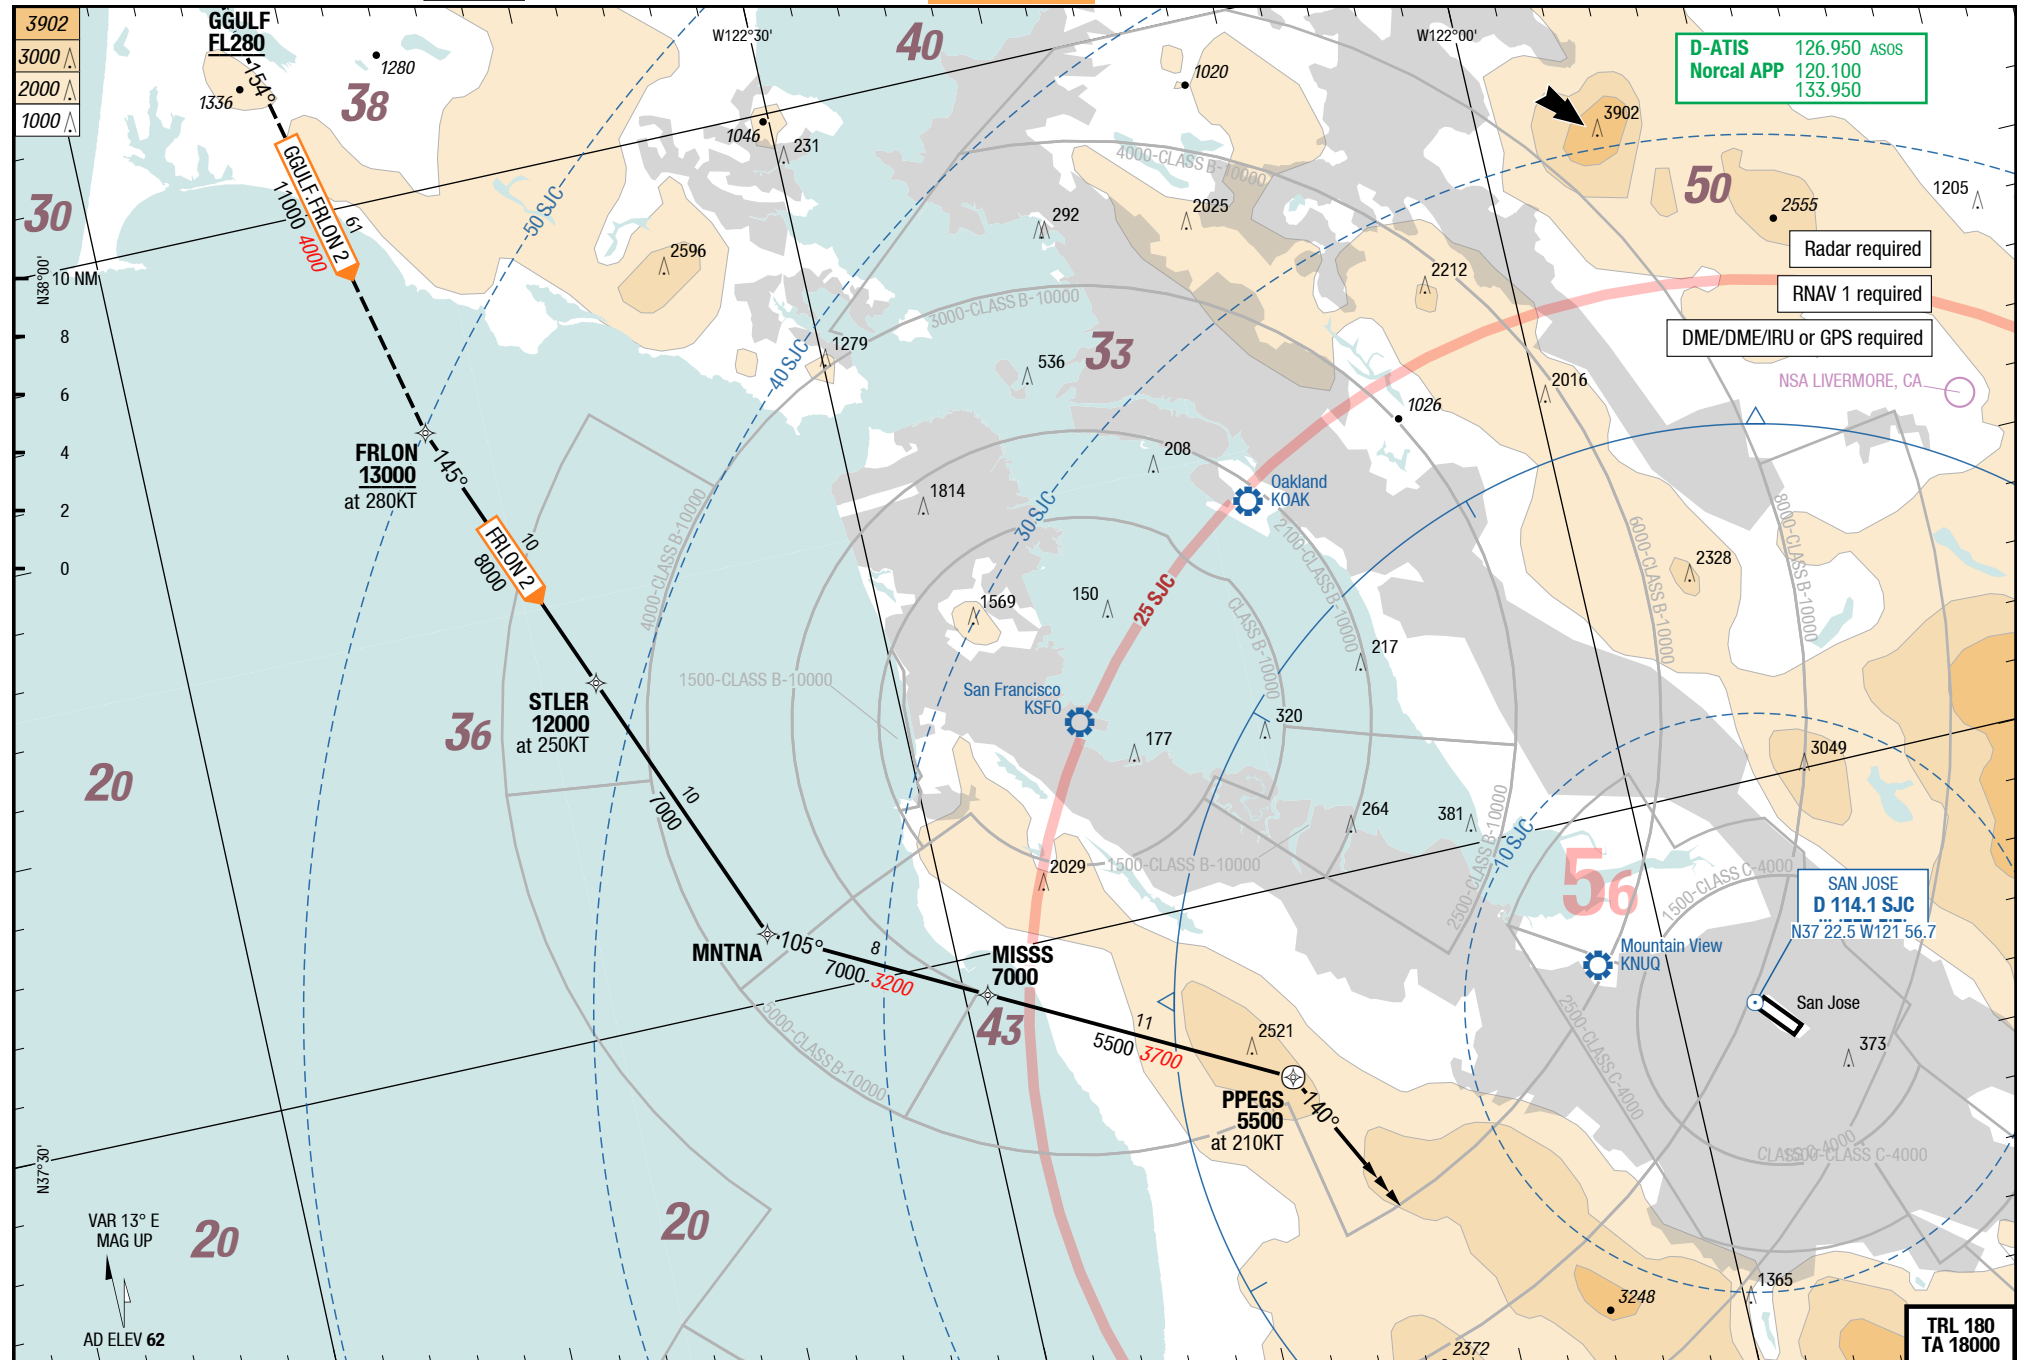 3902
3000
2000
1000
GGULF
FL280
154°
1336
1280
38
40
W122°30'
W122°00'
1020
1046
231
D-ATIS 126.950 ASOS
Norcal APP 120.100
133.950
3902
50
2555
1205
Radar required
RNAV 1 required
DME/DME/IRU or GPS required
NSA LIVERMORE, CA
GGULF.FRLON 2
61
11000 4000
30
N38°00'
10 NM
8
6
4
2
0
50 SJC
2596
292
2025
4000-CLASS B-10000
2212
3000-CLASS B-10000
1279
40 SJC
536
33
2016
1026
FRLON
13000
at 280KT
145°
FRLON 2
10
8000
4000-CLASS B-10000
1814
208
Oakland
KOAK
30 SJC
2100-CLASS B-10000
6000-CLASS B-10000
8000-CLASS B-10000
2328
1569
150
25 SJC
CLASS B-10000
217
STLER
12000
at 250KT
36
20
1500-CLASS B-10000
San Francisco
KSFO
177
320
3049
10
7000
264
381
2029
1500-CLASS B-10000
2500-CLASS B-10000
10 SJC
56
1500-CLASS C-4000
SAN JOSE
D 114.1 SJC
N37 22.5 W121 56.7
MNTNA
105°
8
7000 3200
MISSS
7000
43
Mountain View
KNUQ
San Jose
373
5000-CLASS B-10000
11
5500 3700
2521
PPEGS
5500
at 210KT
140°
2500-CLASS C-4000
CLASS C-4000
1500-CLASS C-4000
N37°30'
VAR 13° E
MAG UP
20
20
AD ELEV 62
1365
3248
2372
TRL 180
TA 18000